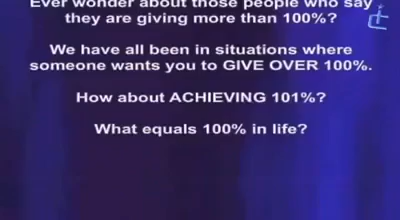 Ever wonder about those people who say
they are giving more than 100%?
We have all been in situations where
someone wants you to GIVE OVER 100%.
How about ACHIEVING 101%?
What equals 100% in life?